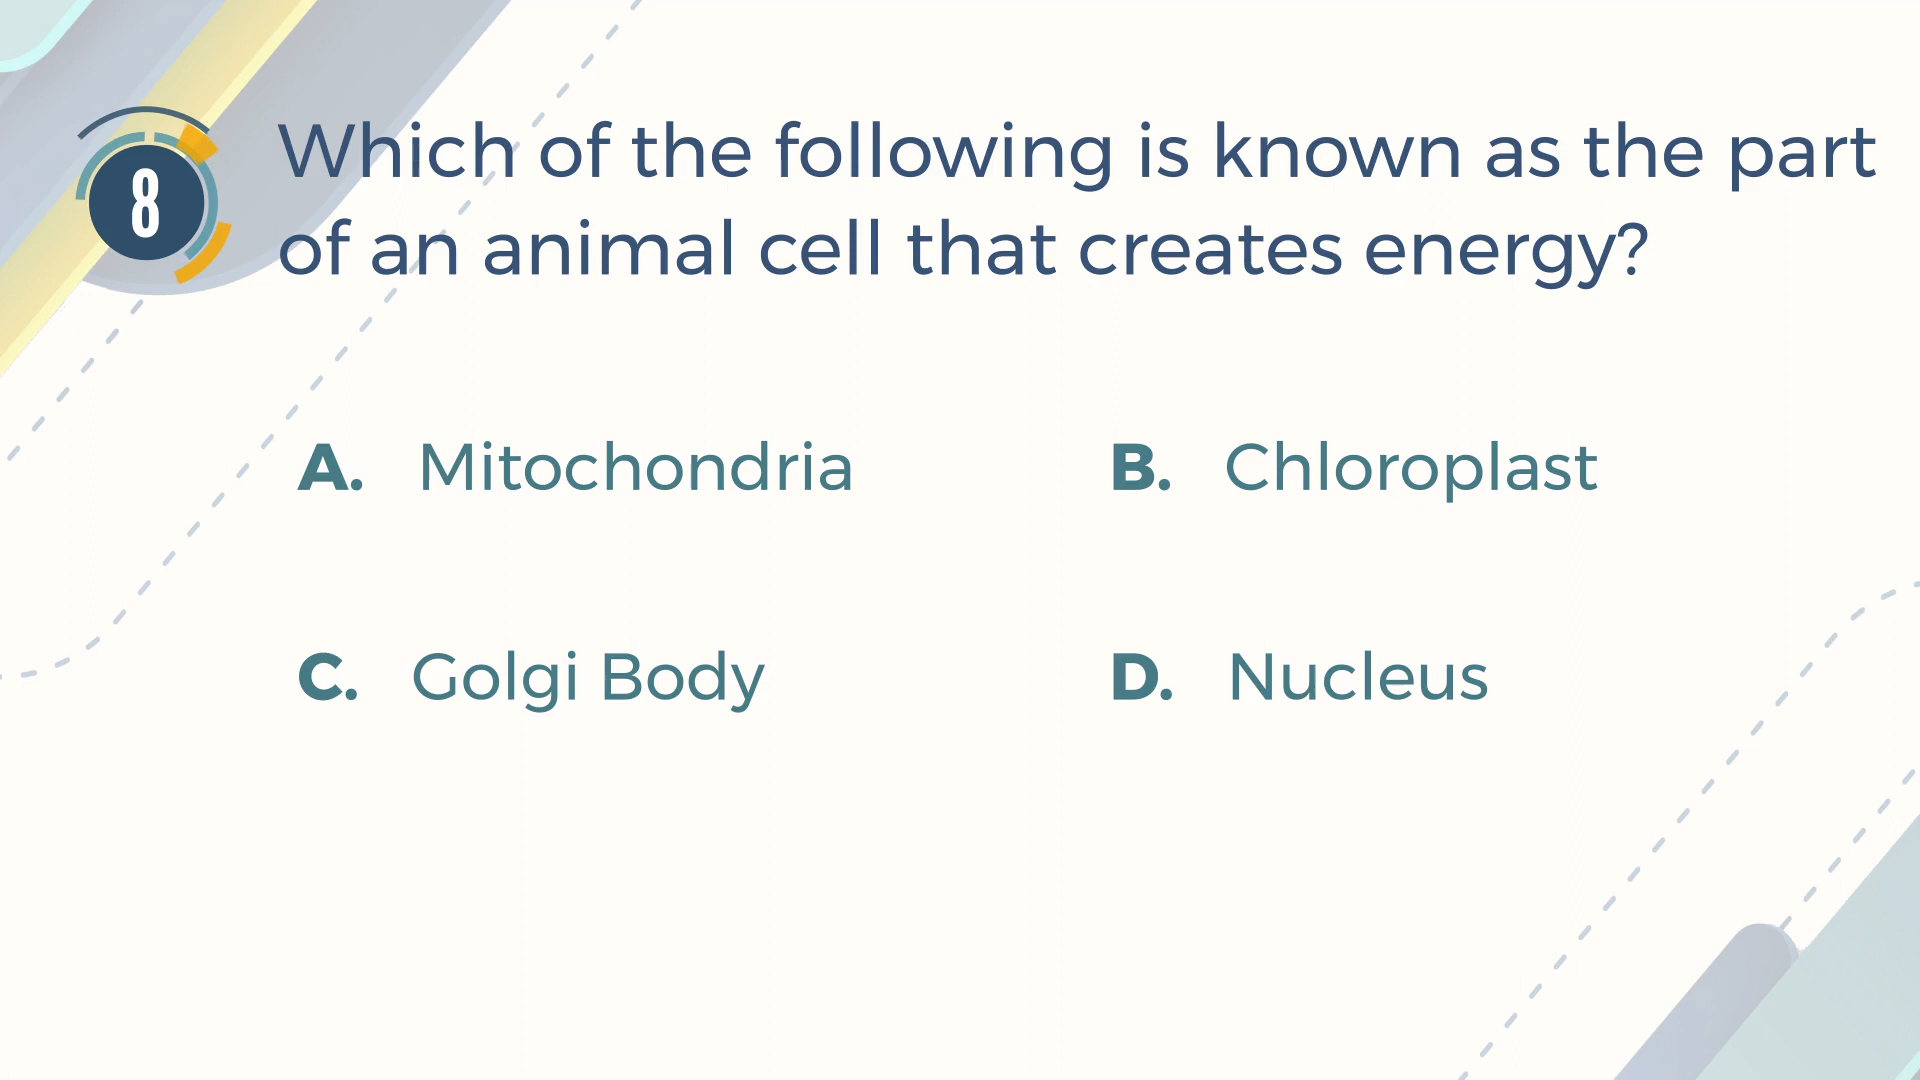 8
Which of the following is known as the part
of an animal cell that creates energy?
A. Mitochondria
B. Chloroplast
C. Golgi Body
D. Nucleus